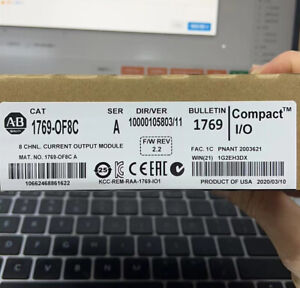 AB
CAT
1769-OF8C
SER
A
DIR/VER
10000105803/11
BULLETIN
1769
Compact™
I/O
F/W REV
2.2
8 CHNL. CURRENT OUTPUT MODULE
MAT. NO. 1769-OF8C A
FAC. 1C PNANT 2003621
WIN(21) 1G2EH3DX
10662468861622
KCC-REM-RAA-1769-IO1
PRODUCT OF USA 2020/03/10